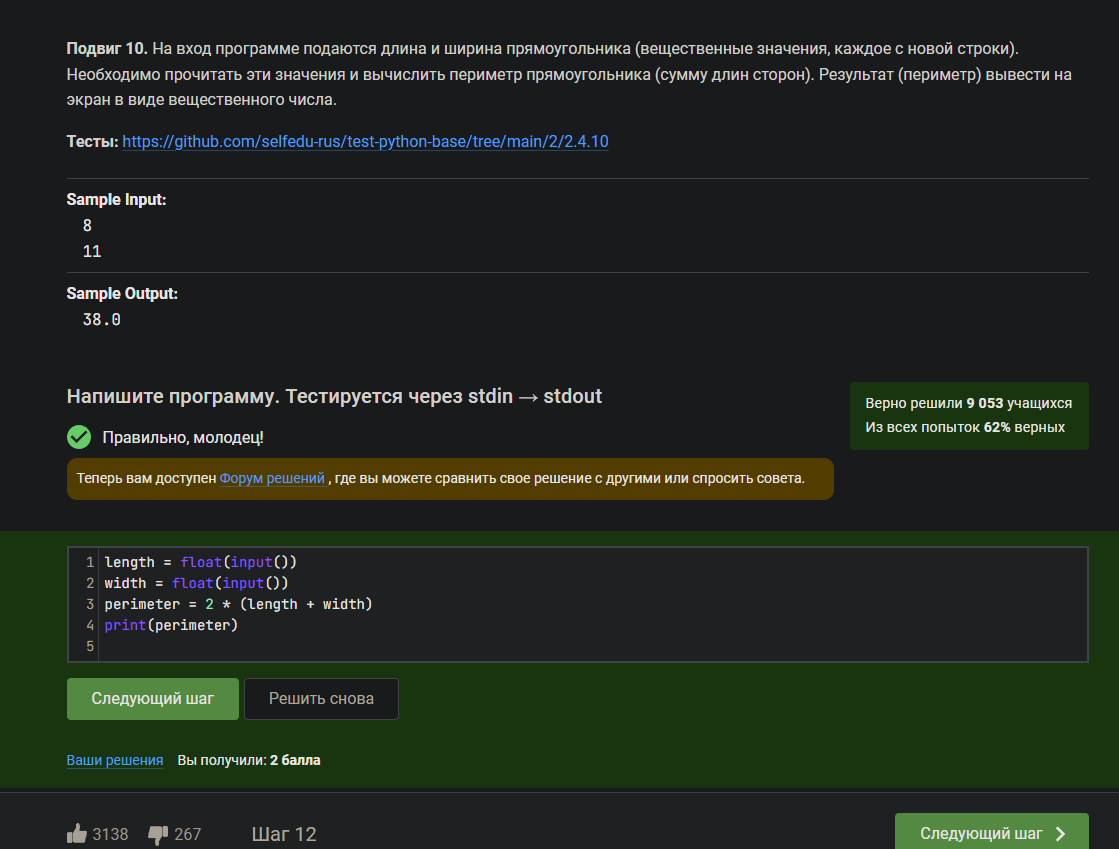 Подвиг 10. На вход программе подаются длина и ширина прямоугольника (вещественные значения, каждое с новой строки).
Необходимо прочитать эти значения и вычислить периметр прямоугольника (сумму длин сторон). Результат (периметр) вывести на
экран в виде вещественного числа.
Тесты: https://github.com/selfedu-rus/test-python-base/tree/main/2/2.4.10
Sample Input:
8
11
Sample Output:
38.0
Напишите программу. Тестируется через stdin → stdout
Верно решили 9 053 учащихся
Из всех попыток 62% верных
Правильно, молодец!
Теперь вам доступен Форум решений , где вы можете сравнить свое решение с другими или спросить совета.
1 length = float(input())
2 width = float(input())
3 perimeter = 2 * (length + width)
4 print(perimeter)
5
Следующий шаг Решить снова
Ваши решения Вы получили: 2 балла
3138 267 Шаг 12 Следующий шаг